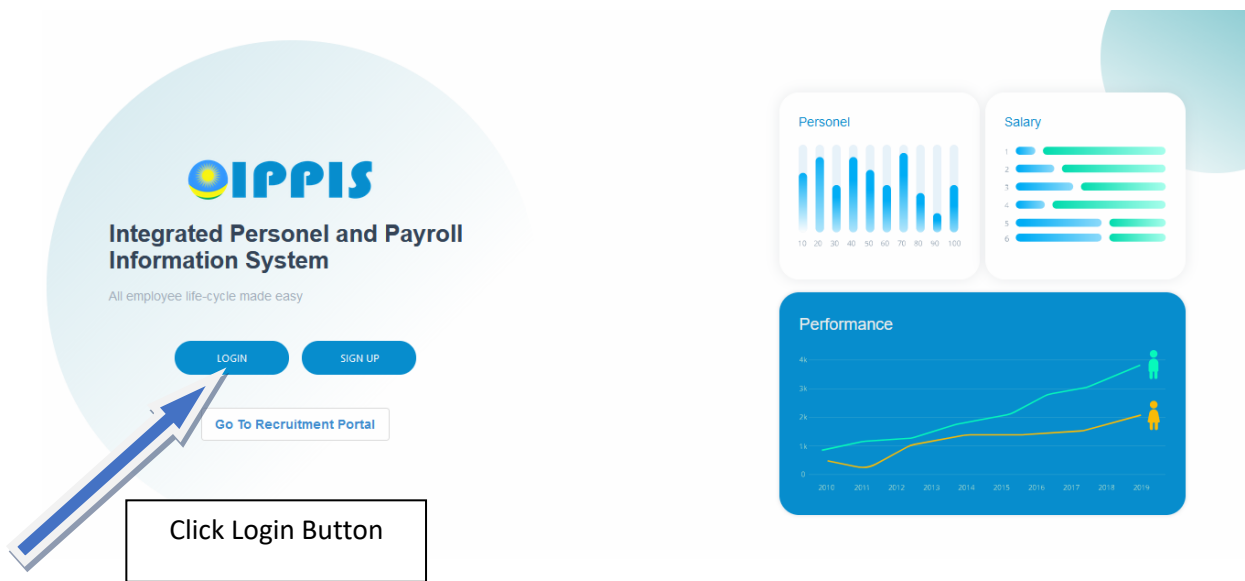 IPPIS
Integrated Personel and Payroll
Information System
All employee life-cycle made easy
LOGIN
SIGN UP
Go To Recruitment Portal
Click Login Button
Personel
10 20 30 40 50 60 70 80 90 100
Salary
1
2
3
4
5
6
Performance
4k
3k
2k
1k
0
2010 2011 2012 2013 2014 2015 2016 2017 2018 2019